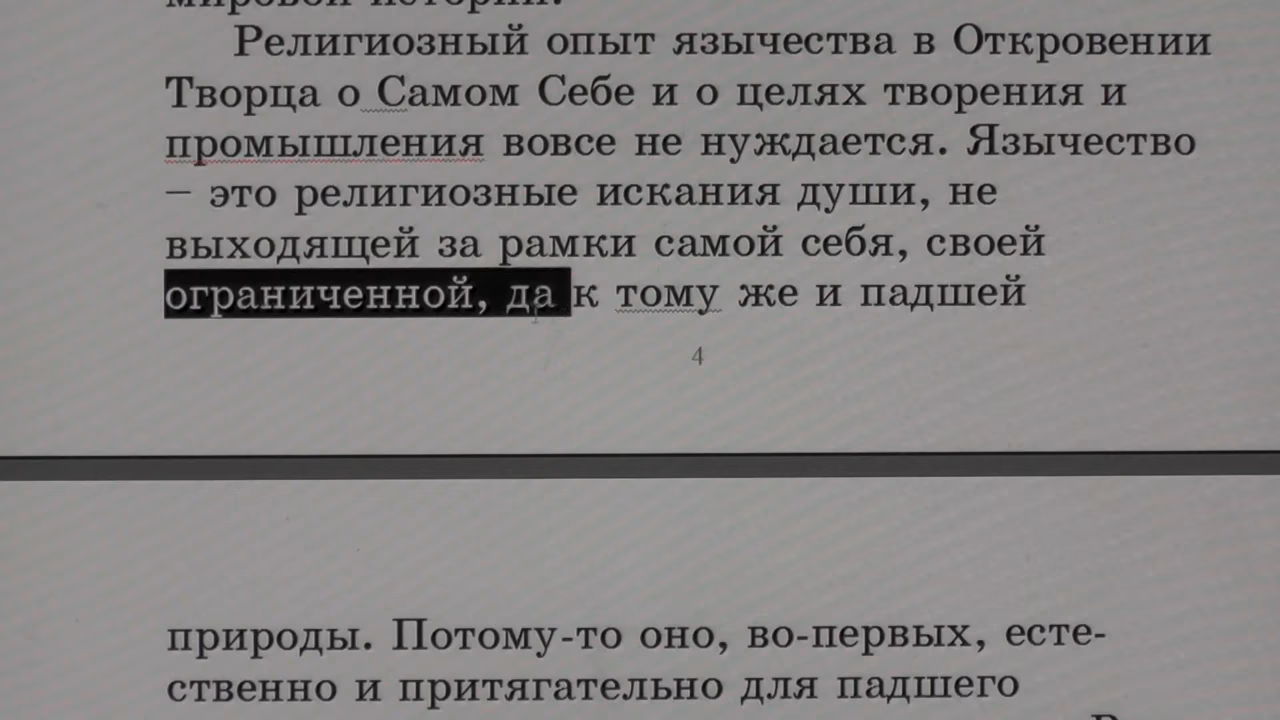 мировой истории.
Религиозный опыт язычества в Откровении
Творца о Самом Себе и о целях творения и
промышления вовсе не нуждается. Язычество
– это религиозные искания души, не
выходящей за рамки самой себя, своей
ограниченной, да к тому же и падшей
4
природы. Потому-то оно, во-первых, есте-
ственно и притягательно для падшего